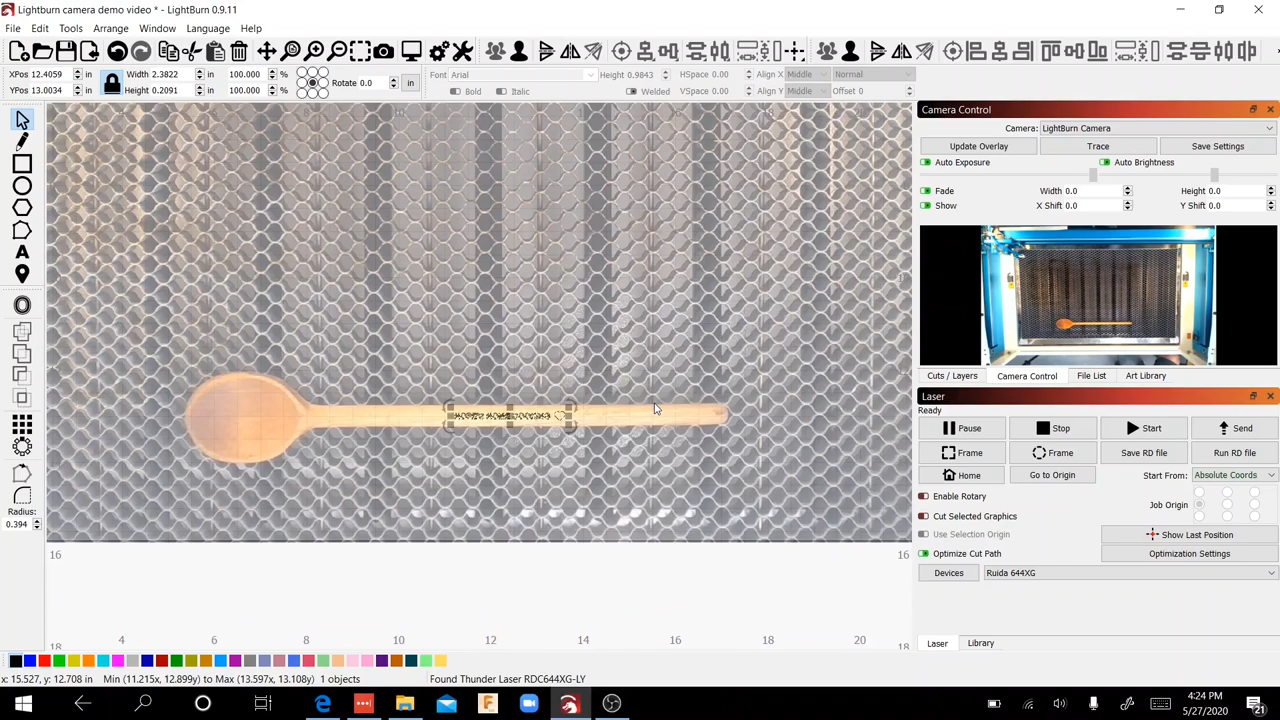 Lightburn camera demo video * - LightBurn 0.9.11
File Edit Tools Arrange Window Language Help
XPos 12.4059 in Width 2.3822 in 100.000 % Rotate 0.0 in Font Arial Height 0.9843 HSpace 0.00 Align X Middle Normal
YPos 13.0034 in Height 0.2091 in 100.000 % Bold Italic Welded VSpace 0.00 Align Y Middle Offset 0
Camera Control
Camera: LightBurn Camera
Update Overlay Trace Save Settings
Auto Exposure Auto Brightness
Fade Width 0.0 Height 0.0
Show X Shift 0.0 Y Shift 0.0
Cuts / Layers Camera Control File List Art Library
Laser
Ready
Pause Stop Start Send
Frame Frame Save RD file Run RD file
Home Go to Origin Start From: Absolute Coords
Enable Rotary
Job Origin
Cut Selected Graphics
Use Selection Origin Show Last Position
Optimize Cut Path Optimization Settings
Devices Ruida 644XG
Laser Library
Radius:
0.394
16 16
18 4 6 8 10 12 14 16 18 20 18
x: 15.527, y: 12.708 in Min (11.215x, 12.899y) to Max (13.597x, 13.108y) 1 objects Found Thunder Laser RDC644XG-LY
4:24 PM
5/27/2020
21